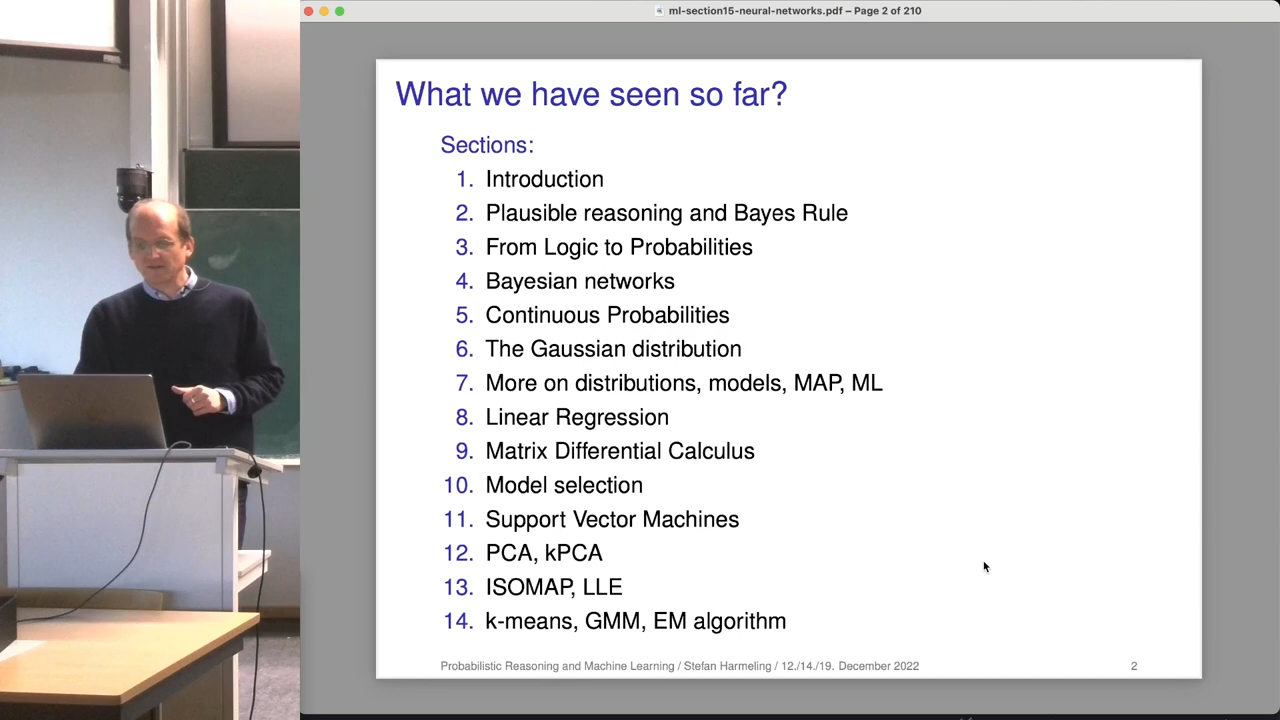 ml-section15-neural-networks.pdf – Page 2 of 210
What we have seen so far?
Sections:
1. Introduction
2. Plausible reasoning and Bayes Rule
3. From Logic to Probabilities
4. Bayesian networks
5. Continuous Probabilities
6. The Gaussian distribution
7. More on distributions, models, MAP, ML
8. Linear Regression
9. Matrix Differential Calculus
10. Model selection
11. Support Vector Machines
12. PCA, kPCA
13. ISOMAP, LLE
14. k-means, GMM, EM algorithm
Probabilistic Reasoning and Machine Learning / Stefan Harmeling / 12./14./19. December 2022 2